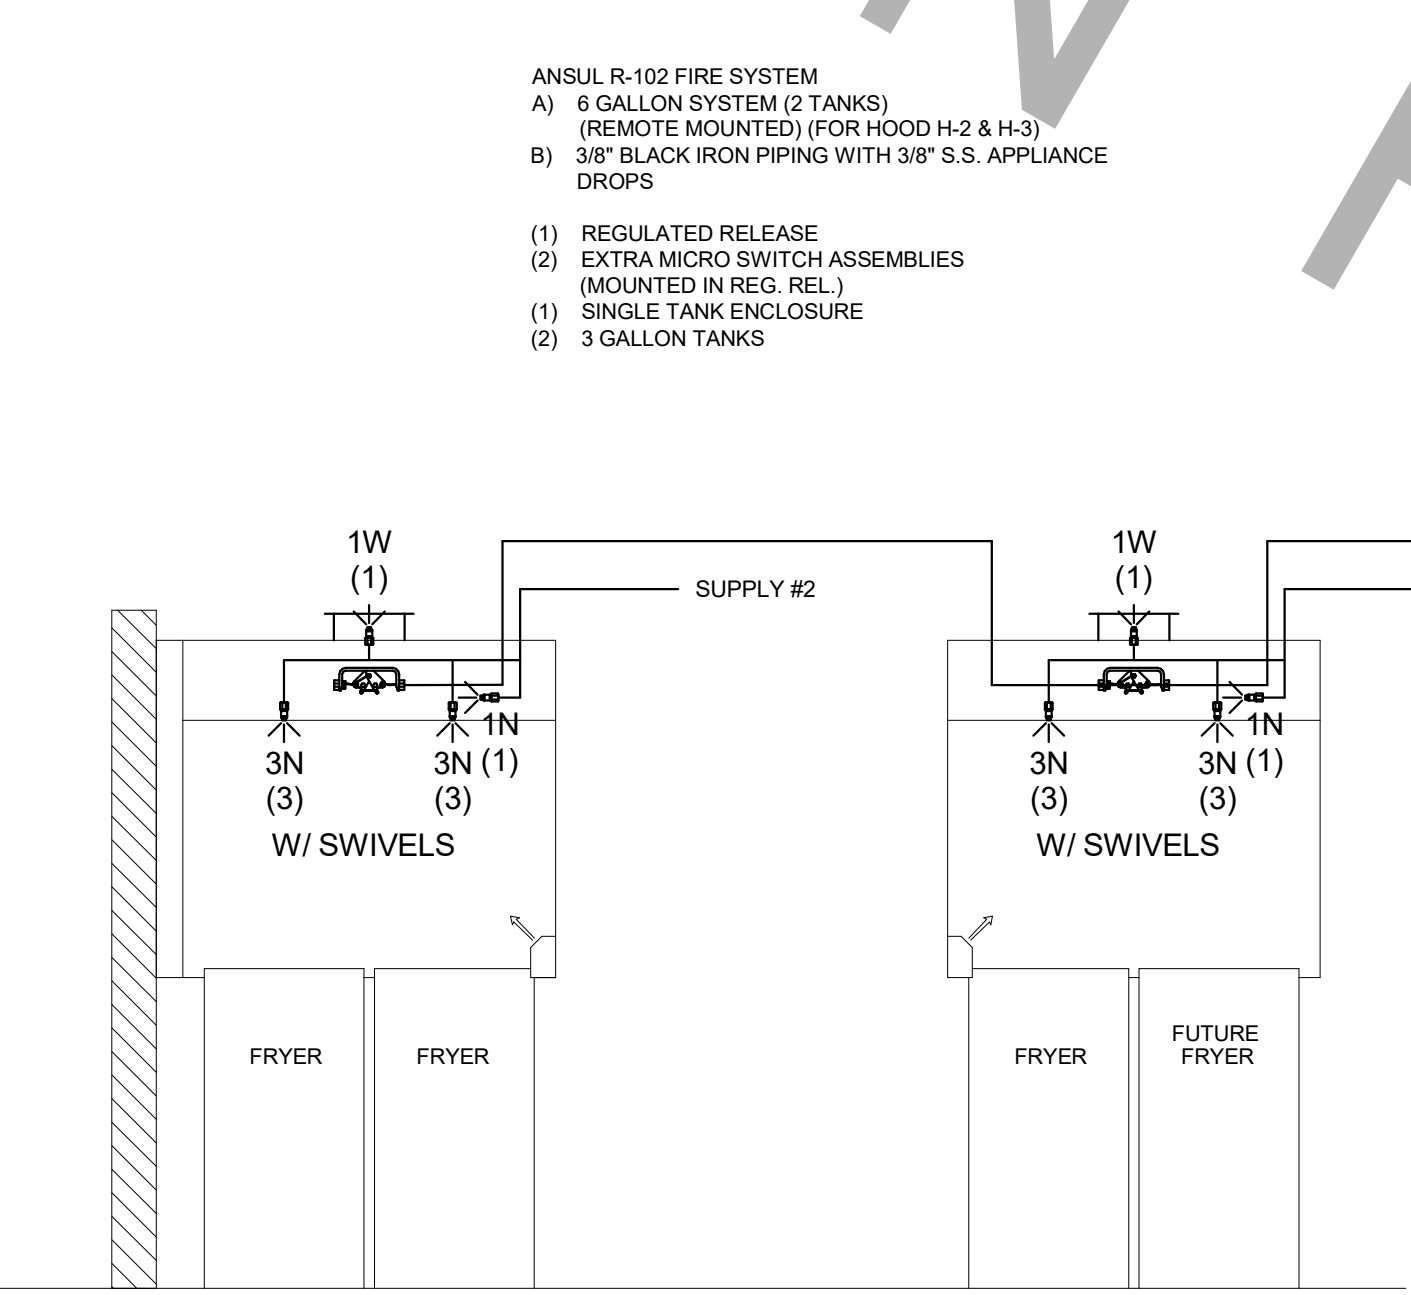 ANSUL R-102 FIRE SYSTEM
A) 6 GALLON SYSTEM (2 TANKS)
(REMOTE MOUNTED) (FOR HOOD H-2 & H-3)
B) 3/8" BLACK IRON PIPING WITH 3/8" S.S. APPLIANCE
DROPS
(1) REGULATED RELEASE
(2) EXTRA MICRO SWITCH ASSEMBLIES
(MOUNTED IN REG. REL.)
(1) SINGLE TANK ENCLOSURE
(2) 3 GALLON TANKS
1W
(1)
SUPPLY #2
1N
(1)
3N
(3)
3N
(3)
W/ SWIVELS
FRYER
FRYER
1W
(1)
1N
(1)
3N
(3)
3N
(3)
W/ SWIVELS
FRYER
FUTURE
FRYER